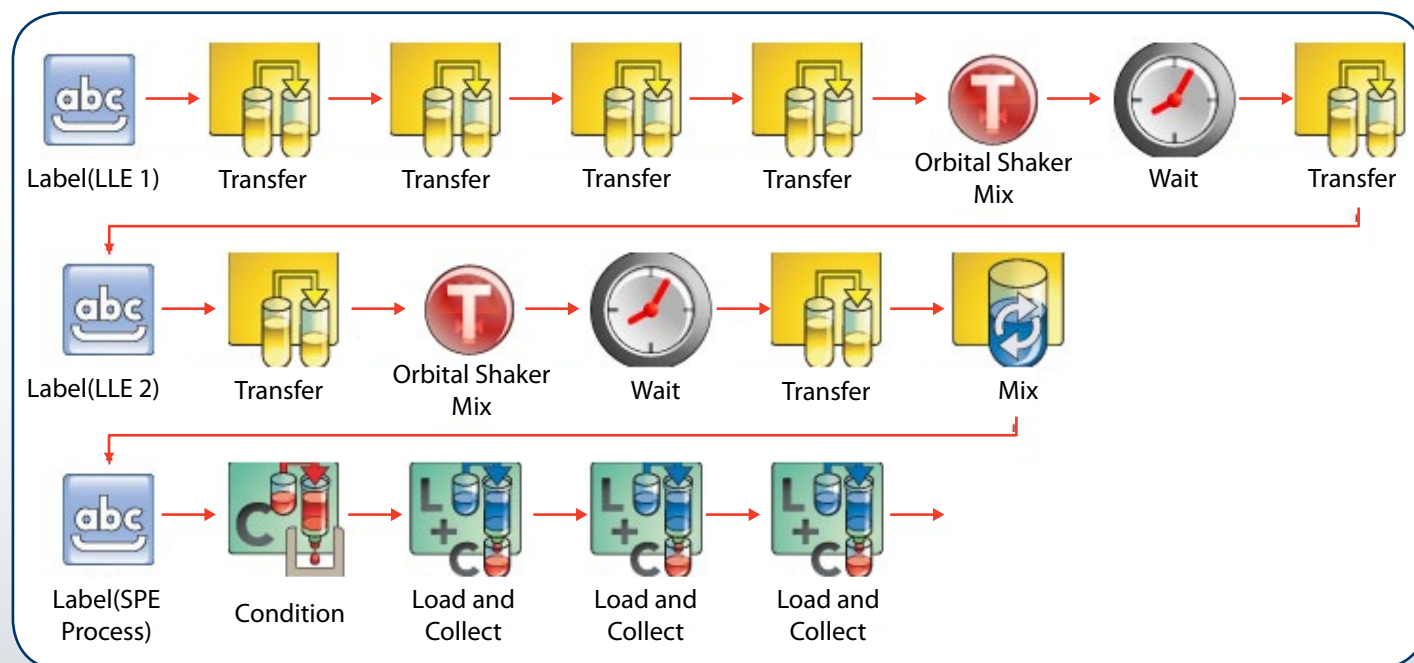 abc
Label(LLE 1)
Transfer
Transfer
Transfer
Transfer
T
Orbital Shaker
Mix
Wait
Transfer
abc
Label(LLE 2)
Transfer
T
Orbital Shaker
Mix
Wait
Transfer
Mix
abc
Label(SPE
Process)
C
Condition
L
+
C
Load and
Collect
L
+
C
Load and
Collect
L
+
C
Load and
Collect